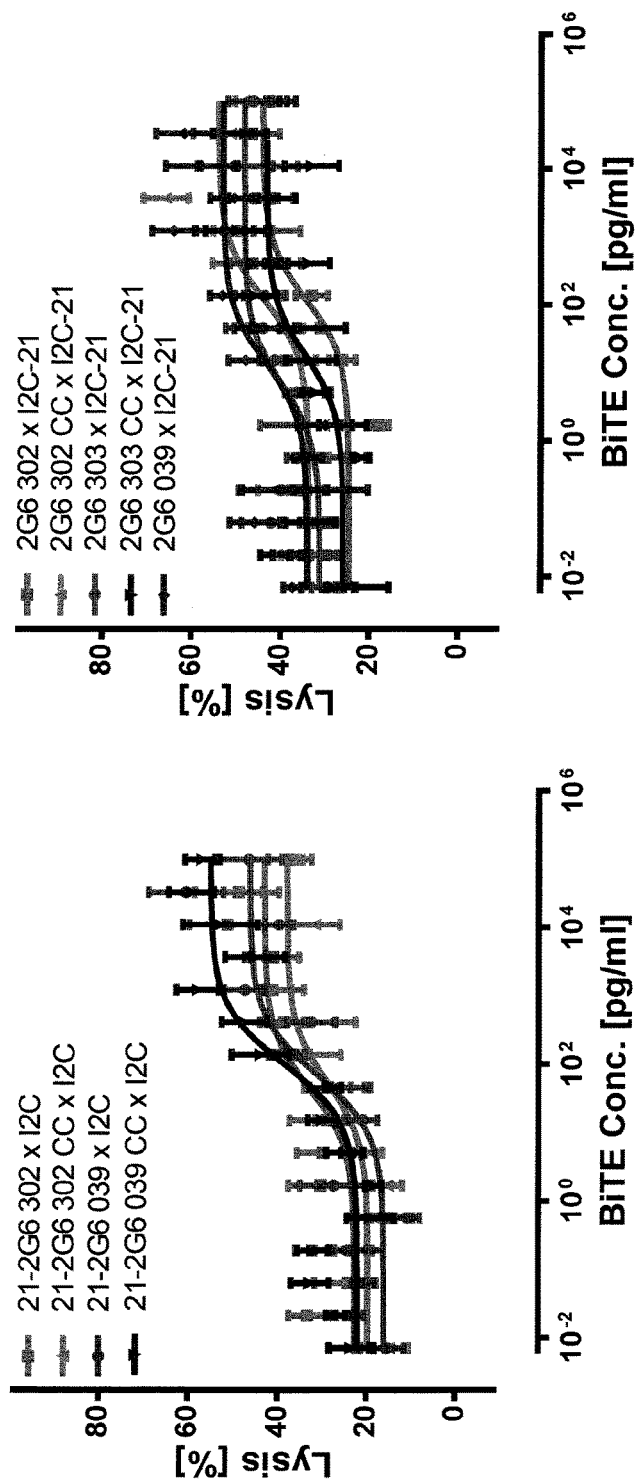 21-2G6 302 x I2C
21-2G6 302 CC x I2C
21-2G6 039 x I2C
21-2G6 039 CC x I2C
Lysis [%]
80
60
40
20
0
10-2
100
102
104
106
BiTE Conc. [pg/ml]
2G6 302 x I2C-21
2G6 302 CC x I2C-21
2G6 303 x I2C-21
2G6 303 CC x I2C-21
2G6 039 x I2C-21
Lysis [%]
80
60
40
20
0
10-2
100
102
104
106
BiTE Conc. [pg/ml]